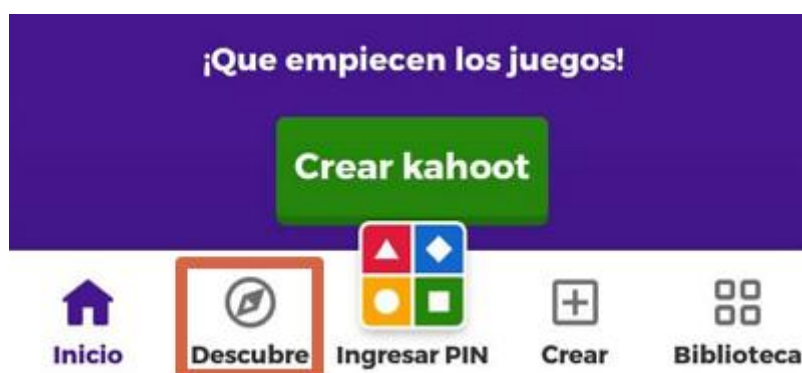 ¡Que empiecen los juegos!
Crear kahoot
Inicio
Descubre
Ingresar PIN
Crear
Biblioteca